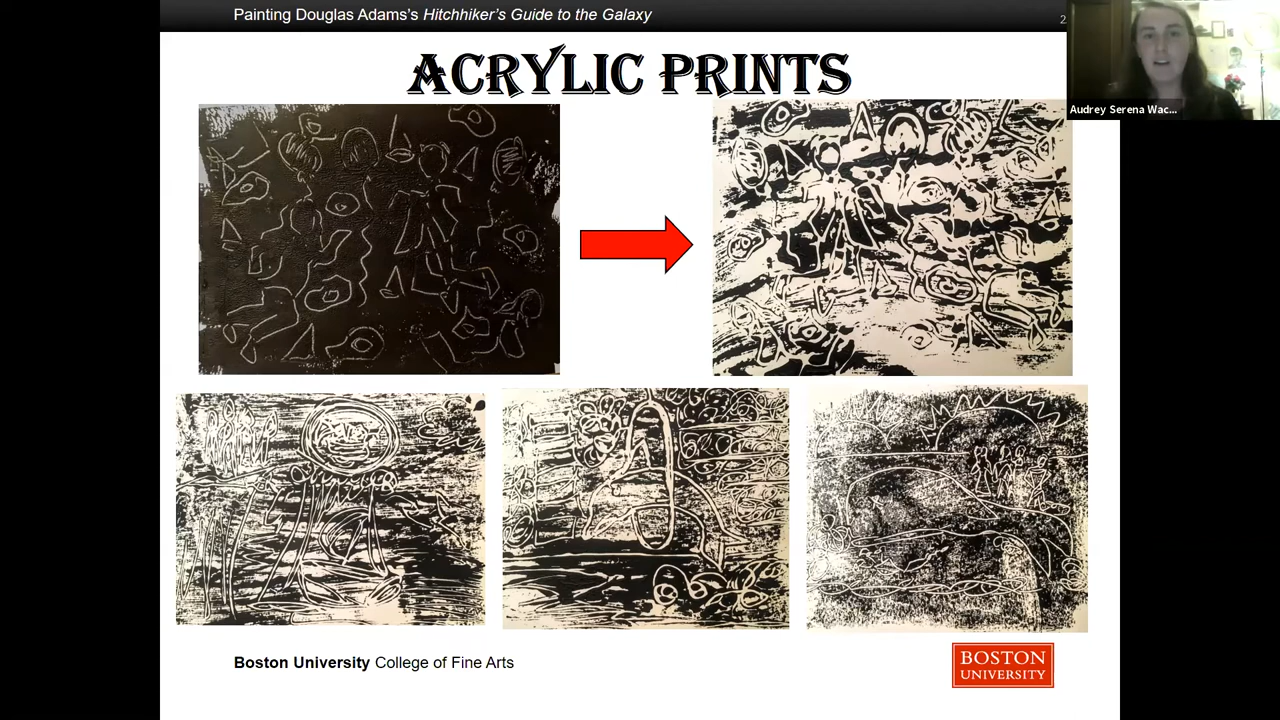 Painting Douglas Adams's Hitchhiker's Guide to the Galaxy
2
Audrey Serena Wac...
ACRYLIC PRINTS
Boston University College of Fine Arts
BOSTON
UNIVERSITY